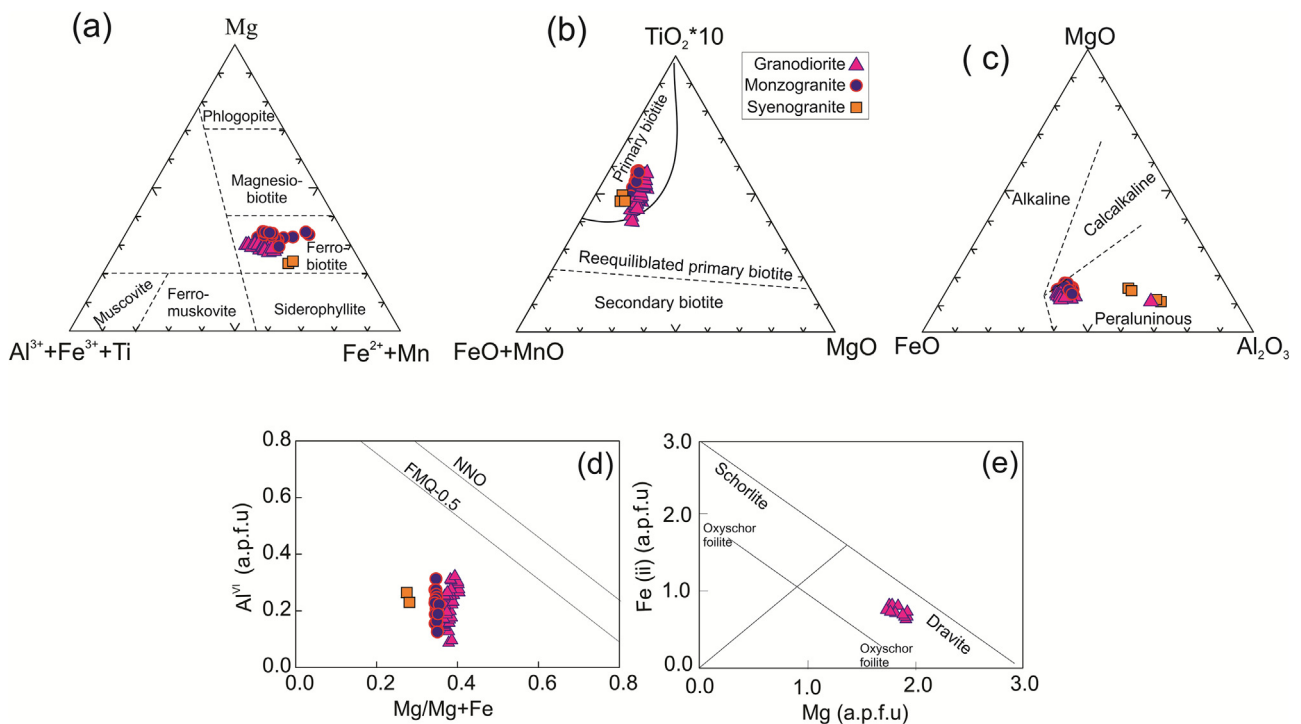 (a)
Mg
Phlogopite
Magnesio-
biotite
Ferro-
biotite
Muscovite
Ferro-
muskovite
Siderophyllite
Al³⁺+Fe³⁺+Ti
Fe²⁺+Mn
(b)
TiO₂*10
Granodiorite
Monzogranite
Syenogranite
Primary biotite
Reequiliblated primary biotite
Secondary biotite
FeO+MnO
MgO
( c)
MgO
Alkaline
Calcalkaline
Peraluninous
FeO
Al₂O₃
(d)
0.8
0.6
0.4
0.2
0.0
Al^VI (a.p.f.u)
NNO
FMQ-0.5
0.0 0.2 0.4 0.6 0.8
Mg/Mg+Fe
(e)
3.0
2.0
1.0
0.0
Fe (ii) (a.p.f.u)
Schorlite
Oxyschor
foilite
Dravite
Oxyschor
foilite
0.0 1.0 2.0 3.0
Mg (a.p.f.u)